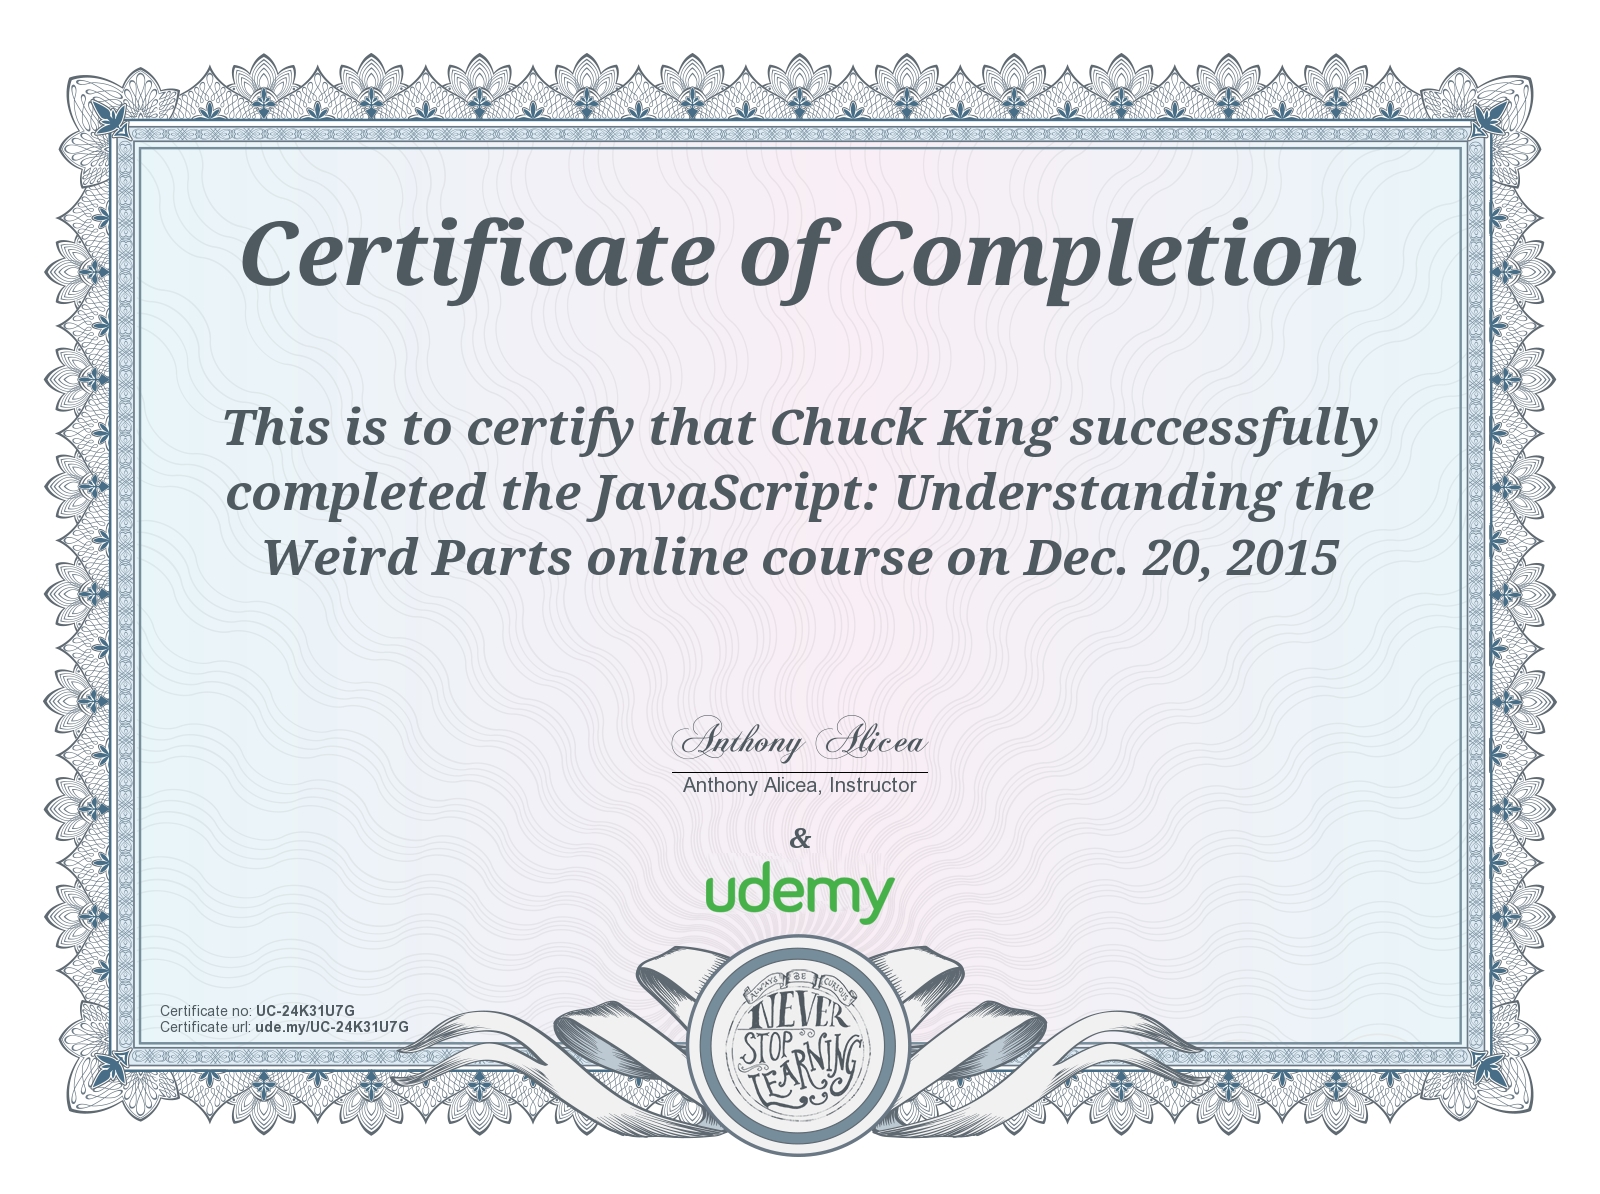 Certificate of Completion
This is to certify that Chuck King successfully
completed the JavaScript: Understanding the
Weird Parts online course on Dec. 20, 2015
Anthony Alicea
Anthony Alicea, Instructor
&
udemy
Certificate no: UC-24K31U7G
Certificate url: ude.my/UC-24K31U7G
ALWAYS BE CURIOUS
NEVER
STOP
LEARNING